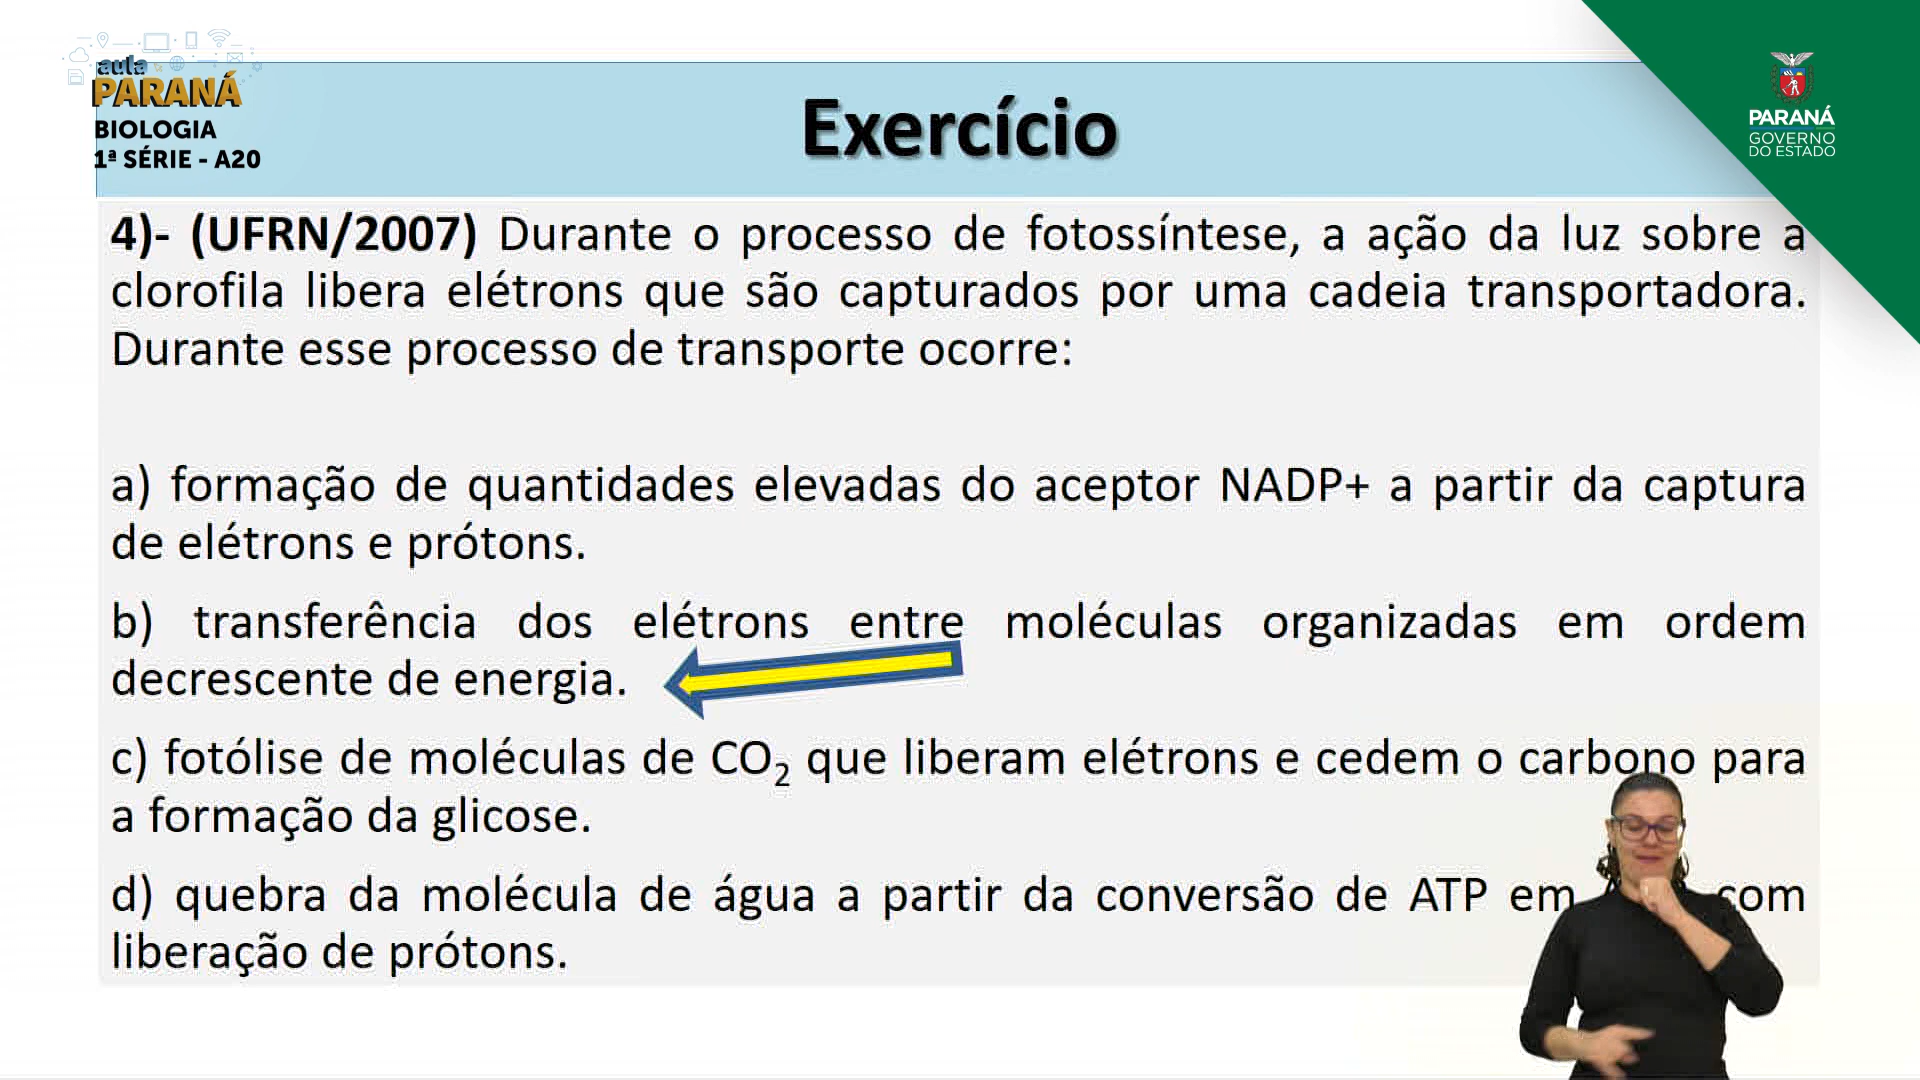 aula
PARANÁ
BIOLOGIA
1ª SÉRIE - A20
Exercício
PARANÁ
GOVERNO
DO ESTADO
4)- (UFRN/2007) Durante o processo de fotossíntese, a ação da luz sobre a
clorofila libera elétrons que são capturados por uma cadeia transportadora.
Durante esse processo de transporte ocorre:
a) formação de quantidades elevadas do aceptor NADP+ a partir da captura
de elétrons e prótons.
b) transferência dos elétrons entre moléculas organizadas em ordem
decrescente de energia.
c) fotólise de moléculas de CO₂ que liberam elétrons e cedem o carbono para
a formação da glicose.
d) quebra da molécula de água a partir da conversão de ATP em com
liberação de prótons.